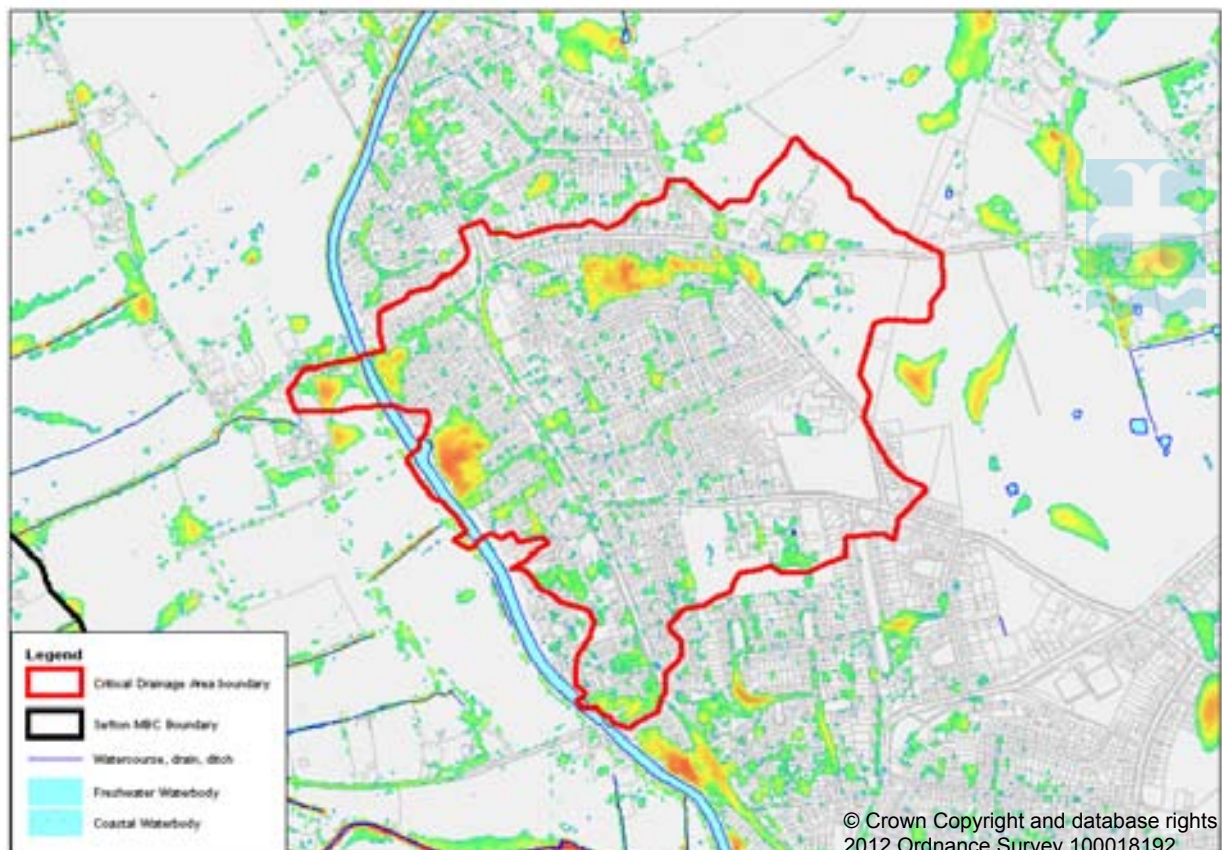 Legend
Critical Drainage Area boundary
Sefton MBC Boundary
Watercourse, drain, ditch
Freshwater Waterbody
Coastal Waterbody
© Crown Copyright and database rights
2012 Ordnance Survey 100018192